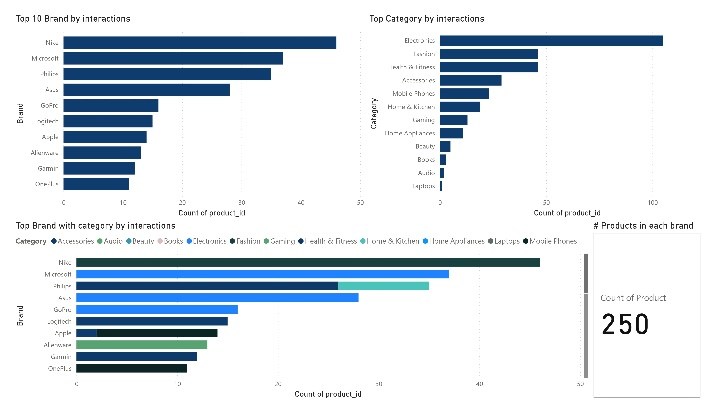 Top 10 Brand by interactions
Nike
Microsoft
Philips
Asus
GoPro
Logitech
Apple
Alienware
Garmin
OnePlus
Brand
0 10 20 30 40 50
Count of product_id
Top Category by interactions
Electronics
Fashion
Health & Fitness
Accessories
Mobile Phones
Home & Kitchen
Gaming
Home Appliances
Beauty
Books
Audio
Laptops
Category
0 50 100
Count of product_id
Top Brand with category by interactions
Category Accessories Audio Beauty Books Electronics Fashion Gaming Health & Fitness Home & Kitchen Home Appliances Laptops Mobile Phones
Nike
Microsoft
Philips
Asus
GoPro
Logitech
Apple
Alienware
Garmin
OnePlus
Brand
0 10 20 30 40 50
Count of product_id
# Products in each brand
Count of Product
250